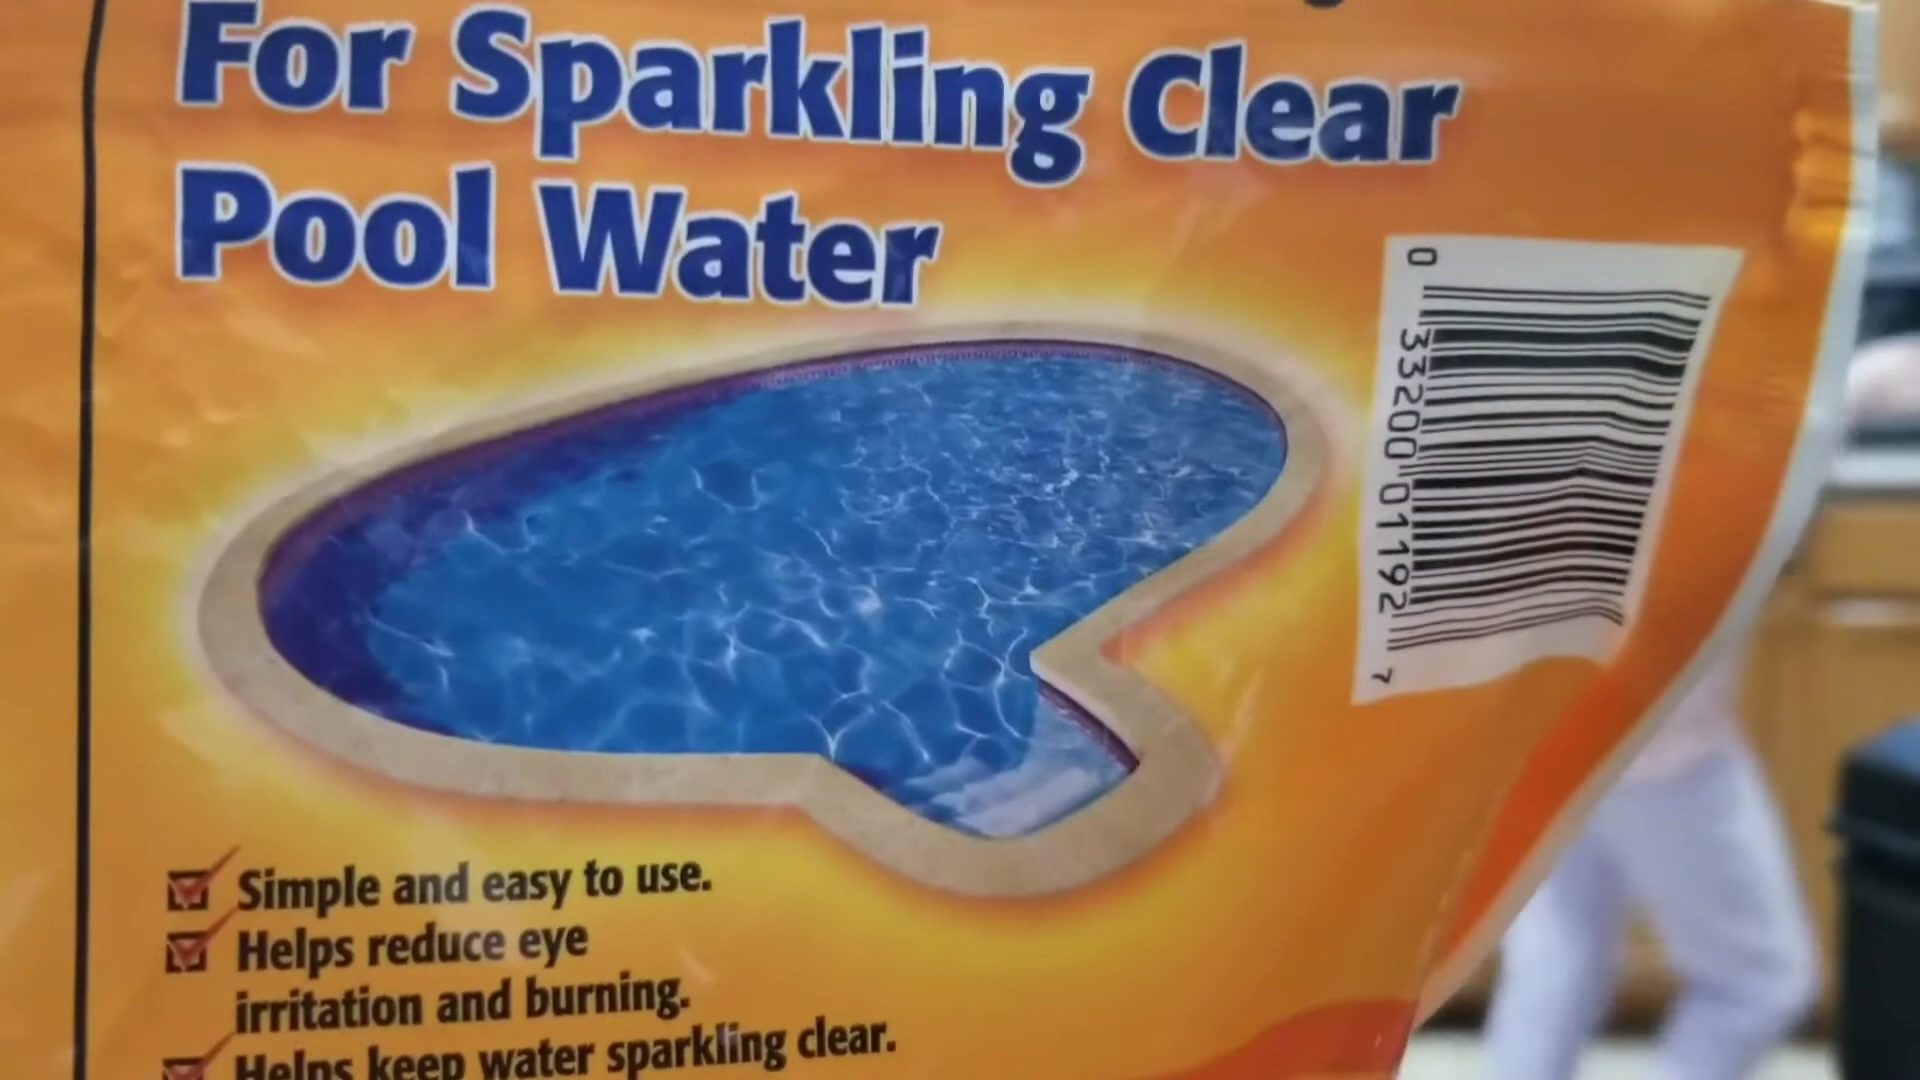 For Sparkling Clear
Pool Water
0 33200 01192 7
Simple and easy to use.
Helps reduce eye
irritation and burning.
Helps keep water sparkling clear.